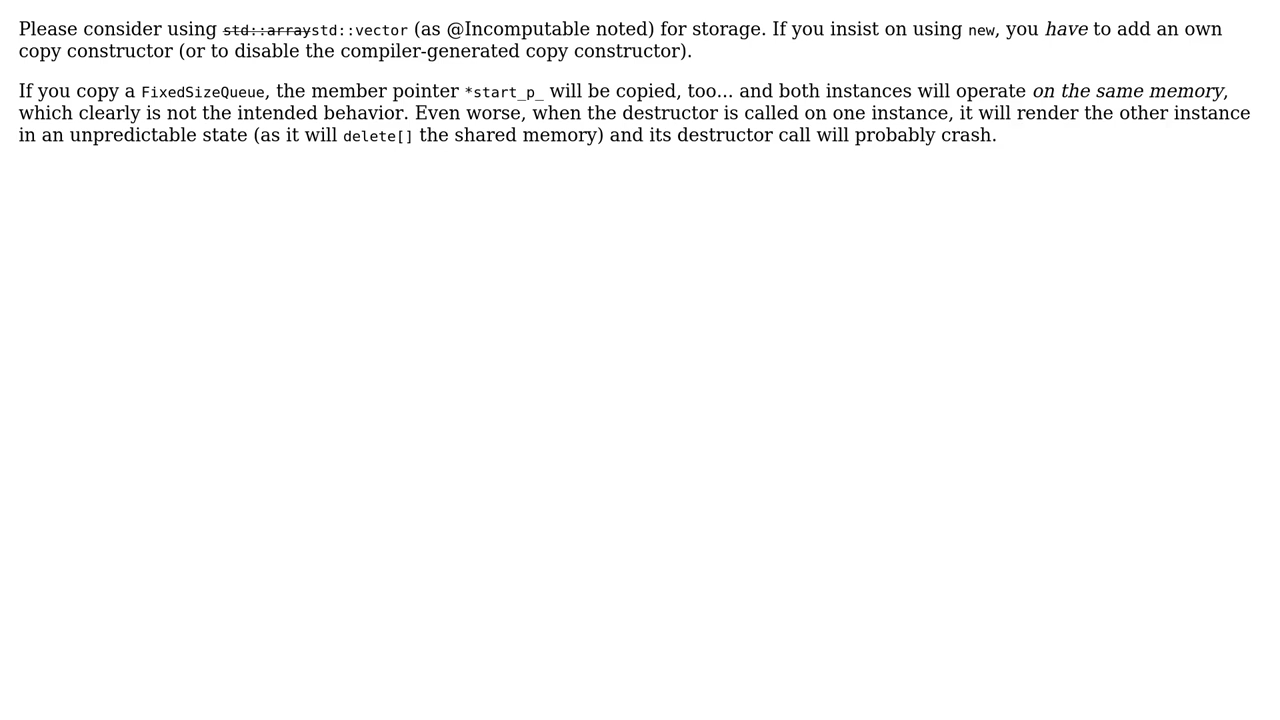 Please consider using std::arraystd::vector (as @Incomputable noted) for storage. If you insist on using new, you have to add an own
copy constructor (or to disable the compiler-generated copy constructor).
If you copy a FixedSizeQueue, the member pointer *start_p_ will be copied, too... and both instances will operate on the same memory,
which clearly is not the intended behavior. Even worse, when the destructor is called on one instance, it will render the other instance
in an unpredictable state (as it will delete[] the shared memory) and its destructor call will probably crash.